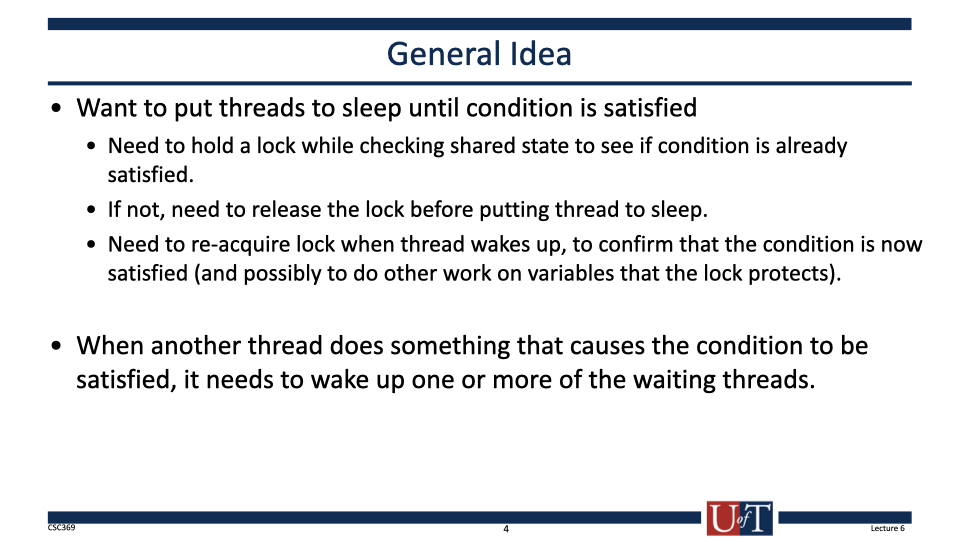 General Idea
• Want to put threads to sleep until condition is satisfied
• Need to hold a lock while checking shared state to see if condition is already
satisfied.
• If not, need to release the lock before putting thread to sleep.
• Need to re-acquire lock when thread wakes up, to confirm that the condition is now
satisfied (and possibly to do other work on variables that the lock protects).
• When another thread does something that causes the condition to be
satisfied, it needs to wake up one or more of the waiting threads.
CSC369
4
U of T
Lecture 6